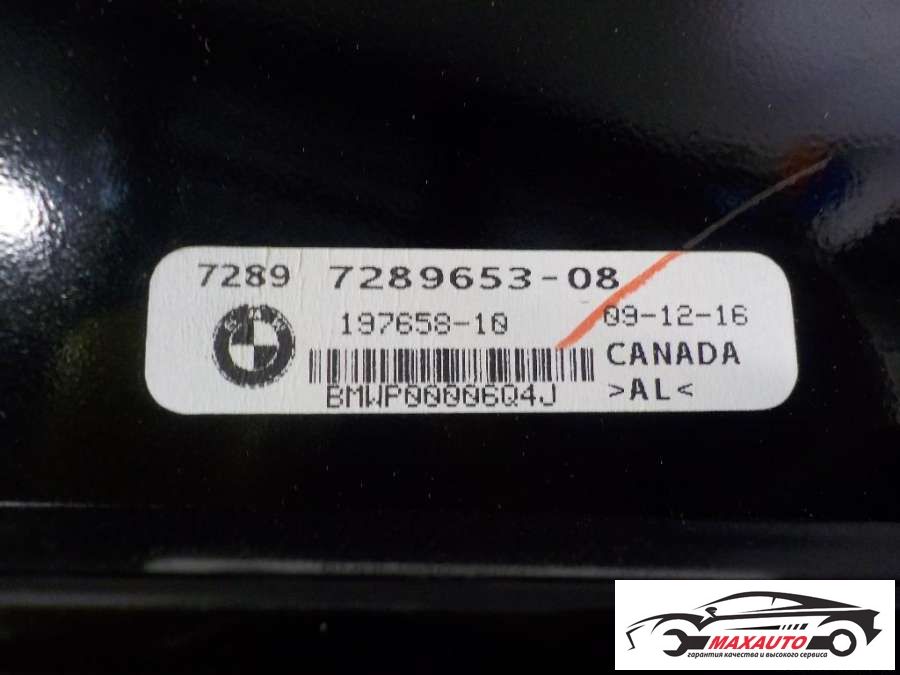 7289 7289653-08
197658-10 09-12-16
CANADA
BMWP00006Q4J >AL<
MAXAUTO
гарантия качества и высокого сервиса